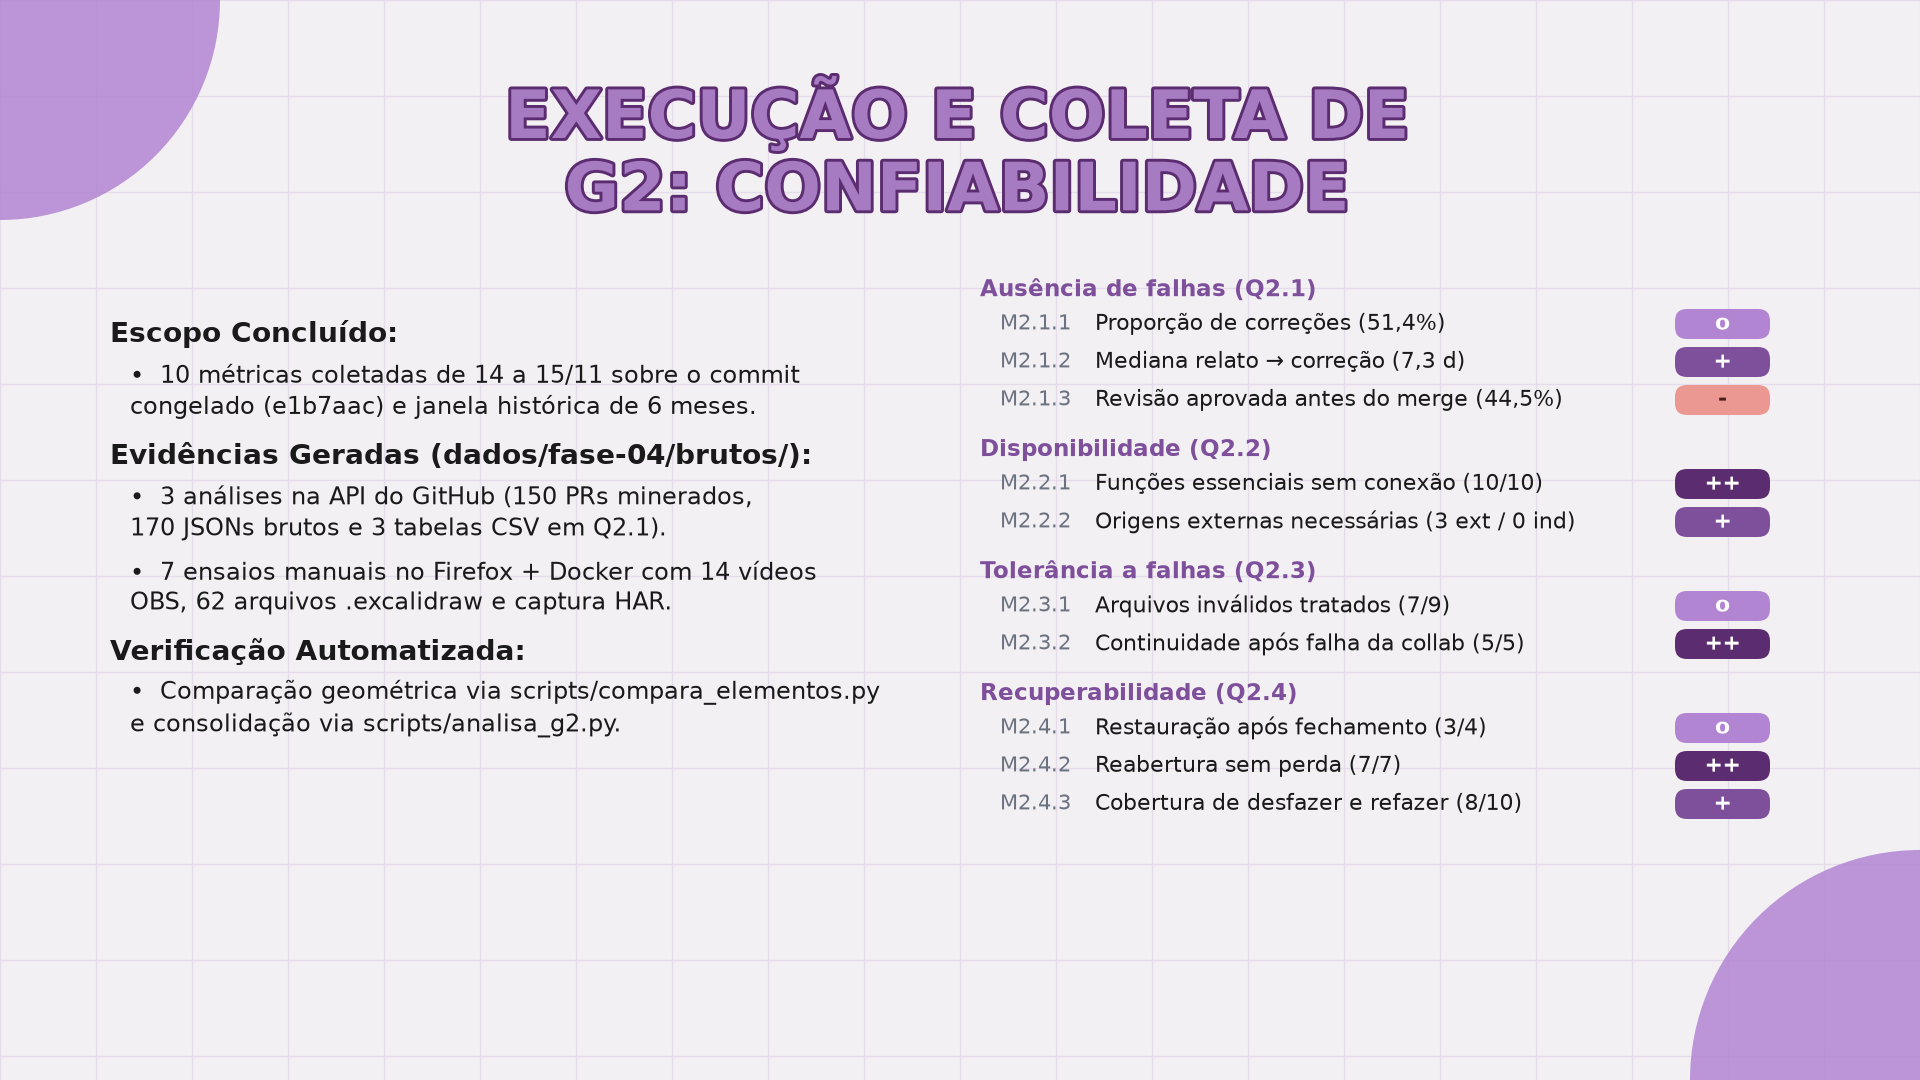 EXECUÇÃO E COLETA DE
G2: CONFIABILIDADE
Escopo Concluído:
• 10 métricas coletadas de 14 a 15/11 sobre o commit
congelado (e1b7aac) e janela histórica de 6 meses.
Evidências Geradas (dados/fase-04/brutos/):
• 3 análises na API do GitHub (150 PRs minerados,
170 JSONs brutos e 3 tabelas CSV em Q2.1).
• 7 ensaios manuais no Firefox + Docker com 14 vídeos
OBS, 62 arquivos .excalidraw e captura HAR.
Verificação Automatizada:
• Comparação geométrica via scripts/compara_elementos.py
e consolidação via scripts/analisa_g2.py.
Ausência de falhas (Q2.1)
M2.1.1 Proporção de correções (51,4%) o
M2.1.2 Mediana relato → correção (7,3 d) +
M2.1.3 Revisão aprovada antes do merge (44,5%) -
Disponibilidade (Q2.2)
M2.2.1 Funções essenciais sem conexão (10/10) ++
M2.2.2 Origens externas necessárias (3 ext / 0 ind) +
Tolerância a falhas (Q2.3)
M2.3.1 Arquivos inválidos tratados (7/9) o
M2.3.2 Continuidade após falha da collab (5/5) ++
Recuperabilidade (Q2.4)
M2.4.1 Restauração após fechamento (3/4) o
M2.4.2 Reabertura sem perda (7/7) ++
M2.4.3 Cobertura de desfazer e refazer (8/10) +